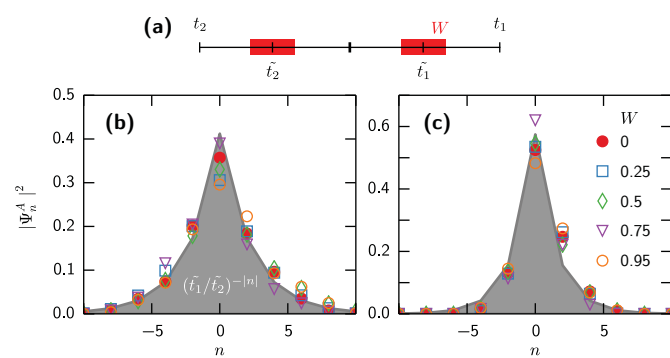 (a)
t₂ W t₁
t̃₂ t̃₁
(b)
0.5
0.4
0.3
0.2
0.1
0.0
|Ψₙᴬ|²
(t̃₁/t̃₂)⁻|ⁿ|
−5 0 5
n
(c)
0.6
0.4
0.2
0.0
−5 0 5
n
W
0
0.25
0.5
0.75
0.95